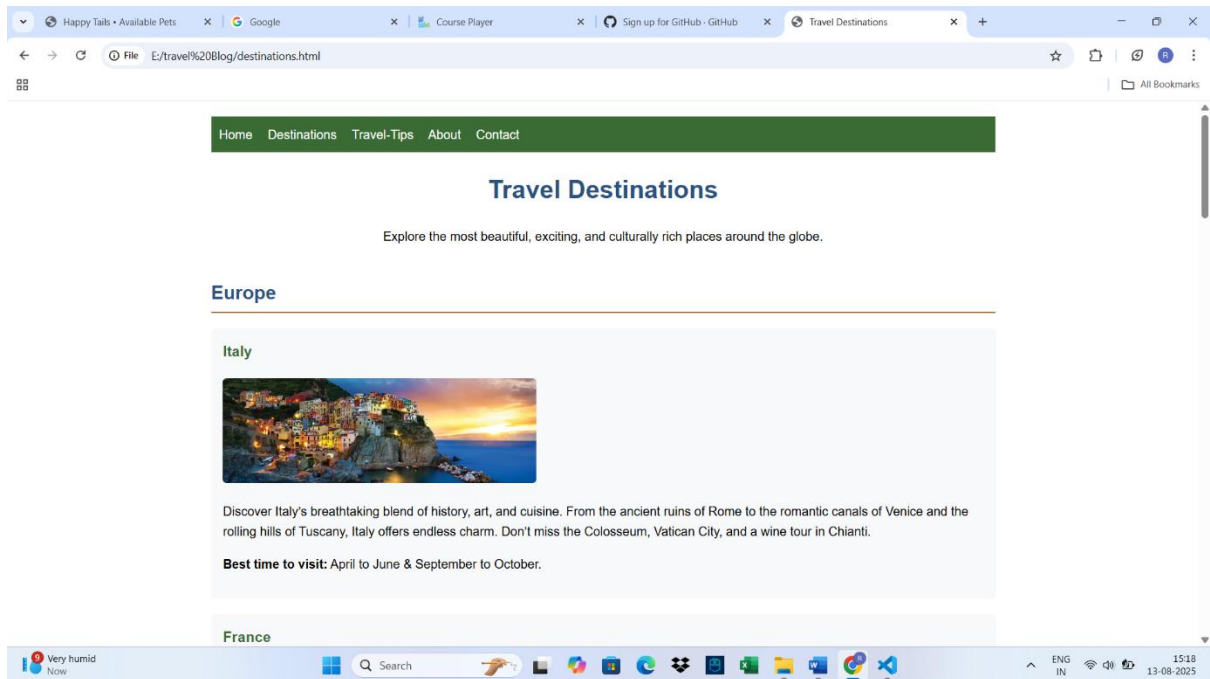 Happy Tails • Available Pets
Google
Course Player
Sign up for GitHub · GitHub
Travel Destinations
File E:/travel%20Blog/destinations.html
R
All Bookmarks
Home Destinations Travel-Tips About Contact
Travel Destinations
Explore the most beautiful, exciting, and culturally rich places around the globe.
Europe
Italy
Discover Italy's breathtaking blend of history, art, and cuisine. From the ancient ruins of Rome to the romantic canals of Venice and the
rolling hills of Tuscany, Italy offers endless charm. Don't miss the Colosseum, Vatican City, and a wine tour in Chianti.
Best time to visit: April to June & September to October.
France
9
Very humid
Now
Search
ENG
IN
15:18
13-08-2025